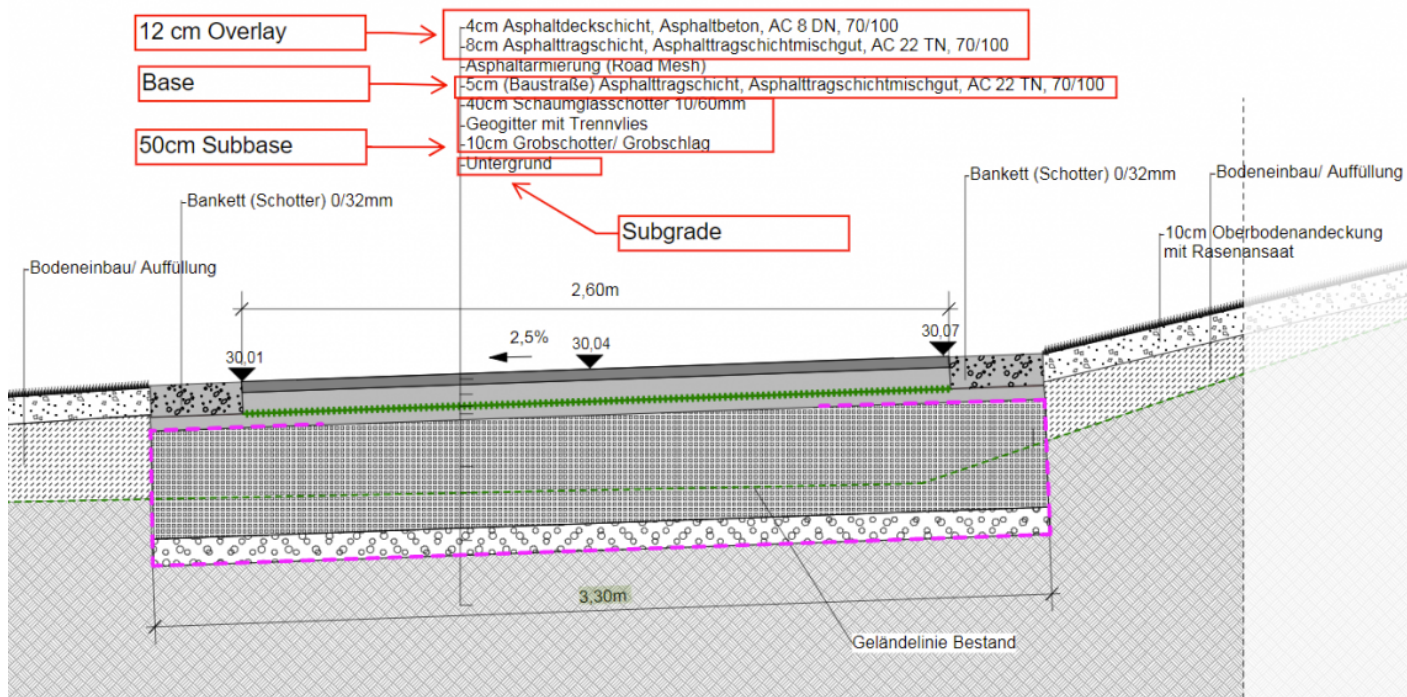 12 cm Overlay
-4cm Asphaltdeckschicht, Asphaltbeton, AC 8 DN, 70/100
-8cm Asphalttragschicht, Asphalttragschichtmischgut, AC 22 TN, 70/100
-Asphaltarmierung (Road Mesh)
Base
-5cm (Baustraße) Asphalttragschicht, Asphalttragschichtmischgut, AC 22 TN, 70/100
-40cm Schaumglasschotter 10/60mm
-Geogitter mit Trennvlies
50cm Subbase
-10cm Grobschotter/ Grobschlag
-Untergrund
Subgrade
-Bankett (Schotter) 0/32mm
-Bankett (Schotter) 0/32mm
-Bodeneinbau/ Auffüllung
-10cm Oberbodenandeckung
mit Rasenansaat
-Bodeneinbau/ Auffüllung
2,60m
2,5%
30,01
30,04
30,07
3,30m
Geländelinie Bestand